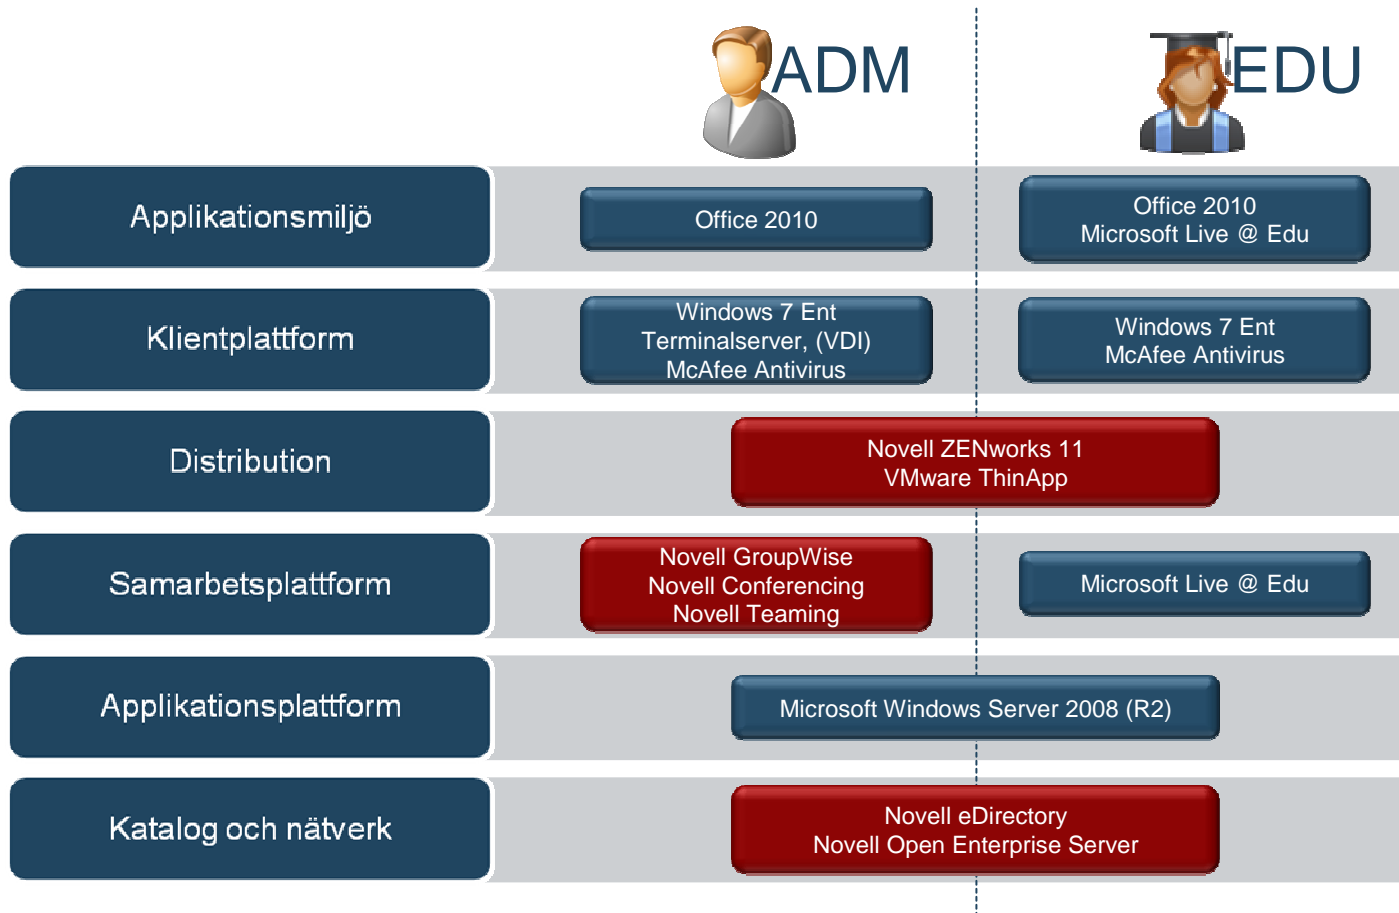 ADM
EDU
Applikationsmiljö
Office 2010
Office 2010
Microsoft Live @ Edu
Klientplattform
Windows 7 Ent
Terminalserver, (VDI)
McAfee Antivirus
Windows 7 Ent
McAfee Antivirus
Distribution
Novell ZENworks 11
VMware ThinApp
Samarbetsplattform
Novell GroupWise
Novell Conferencing
Novell Teaming
Microsoft Live @ Edu
Applikationsplattform
Microsoft Windows Server 2008 (R2)
Katalog och nätverk
Novell eDirectory
Novell Open Enterprise Server